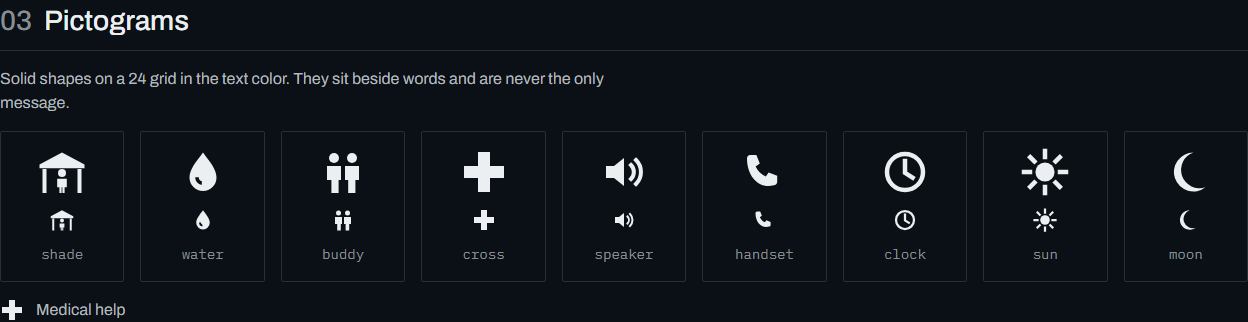 03 Pictograms
Solid shapes on a 24 grid in the text color. They sit beside words and are never the only
message.
shade water buddy cross speaker handset clock sun moon
Medical help